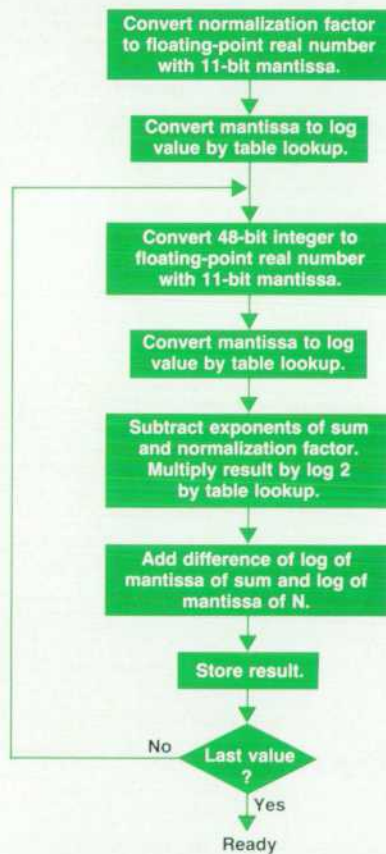 Convert normalization factor
to floating-point real number
with 11-bit mantissa.
Convert mantissa to log
value by table lookup.
Convert 48-bit integer to
floating-point real number
with 11-bit mantissa.
Convert mantissa to log
value by table lookup.
Subtract exponents of sum
and normalization factor.
Multiply result by log 2
by table lookup.
Add difference of log of
mantissa of sum and log of
mantissa of N.
Store result.
No
Last value
?
Yes
Ready